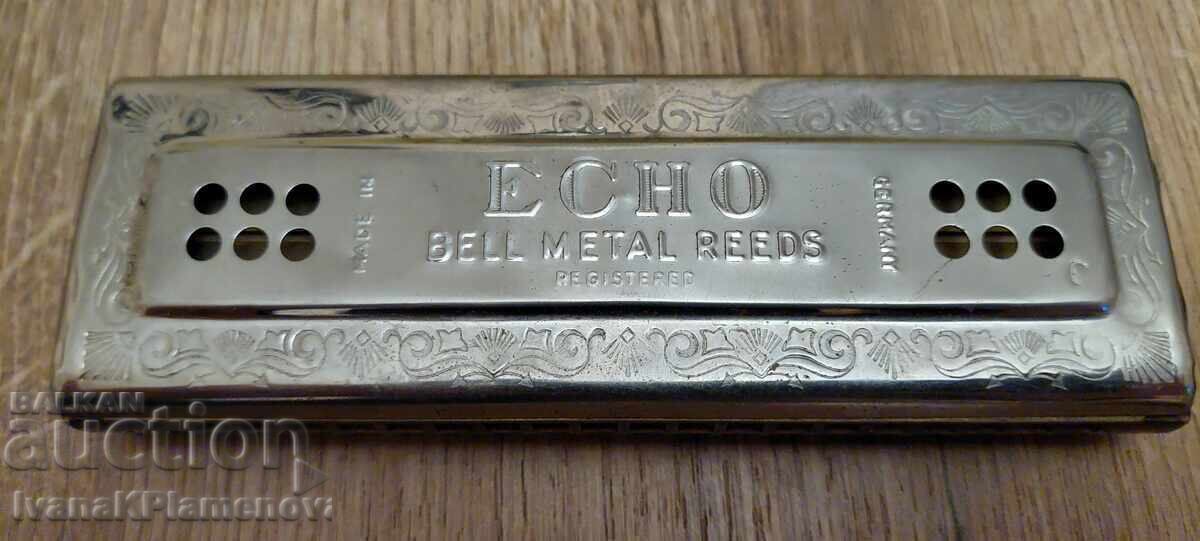 ECHO
BELL METAL REEDS
REGISTERED
MADE IN
GERMANY
C
BALKAN
auction
IvanaKPlamenova